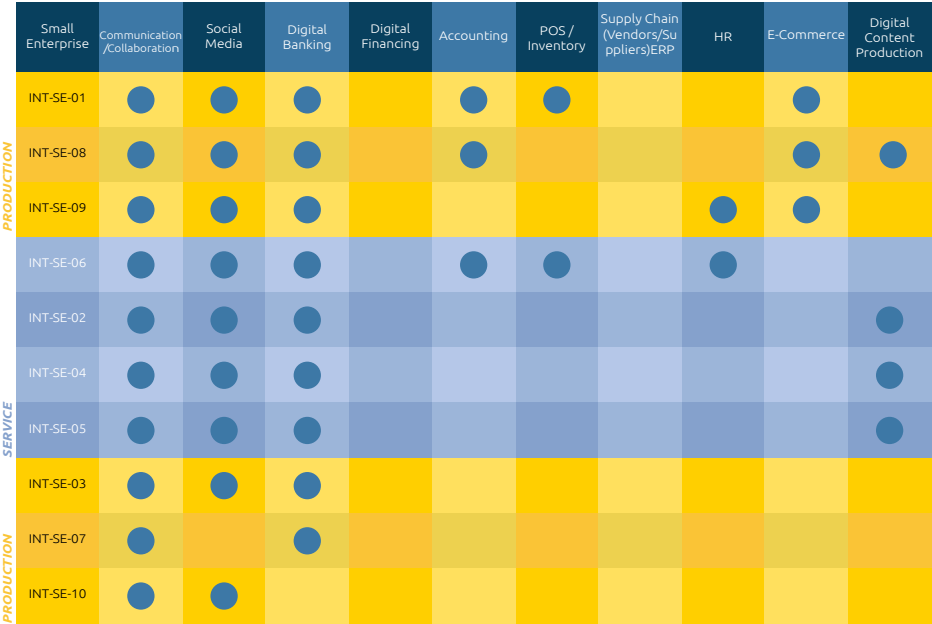 Small
Enterprise
Communication
/Collaboration
Social
Media
Digital
Banking
Digital
Financing
Accounting
POS /
Inventory
Supply Chain
(Vendors/Su
ppliers)ERP
HR
E-Commerce
Digital
Content
Production
PRODUCTION
INT-SE-01
INT-SE-08
INT-SE-09
SERVICE
INT-SE-06
INT-SE-02
INT-SE-04
INT-SE-05
PRODUCTION
INT-SE-03
INT-SE-07
INT-SE-10